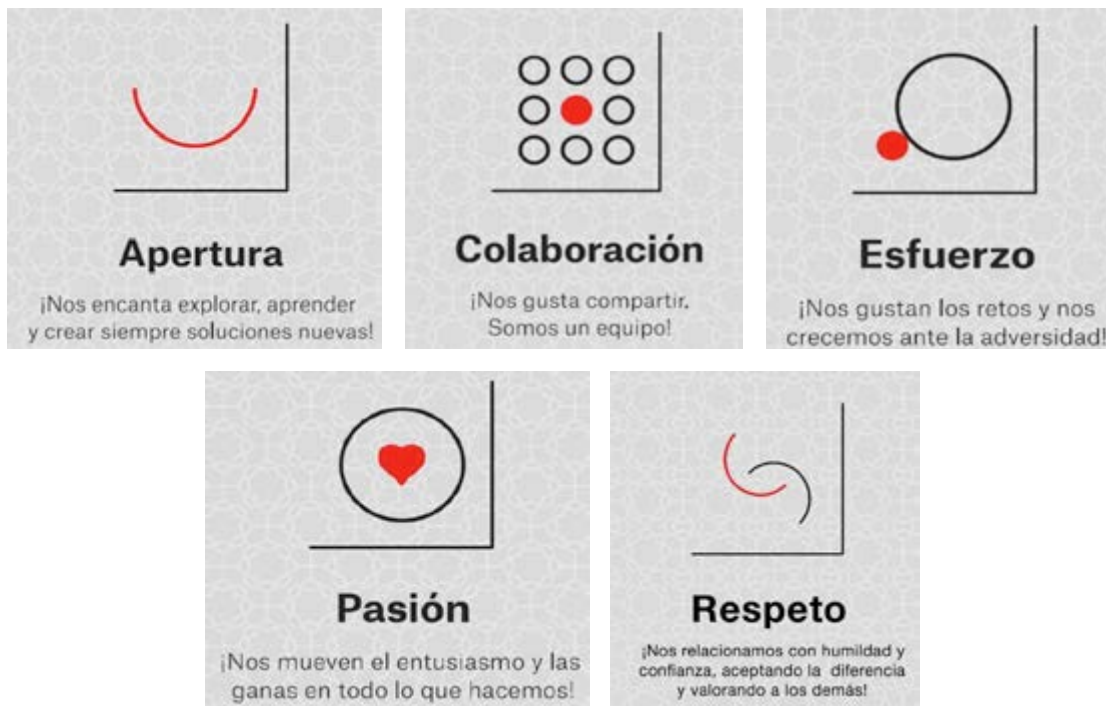 Apertura
¡Nos encanta explorar, aprender
y crear siempre soluciones nuevas!
Colaboración
¡Nos gusta compartir.
Somos un equipo!
Esfuerzo
¡Nos gustan los retos y nos
crecemos ante la adversidad!
Pasión
¡Nos mueven el entusiasmo y las
ganas en todo lo que hacemos!
Respeto
¡Nos relacionamos con humildad y
confianza, aceptando la diferencia
y valorando a los demás!